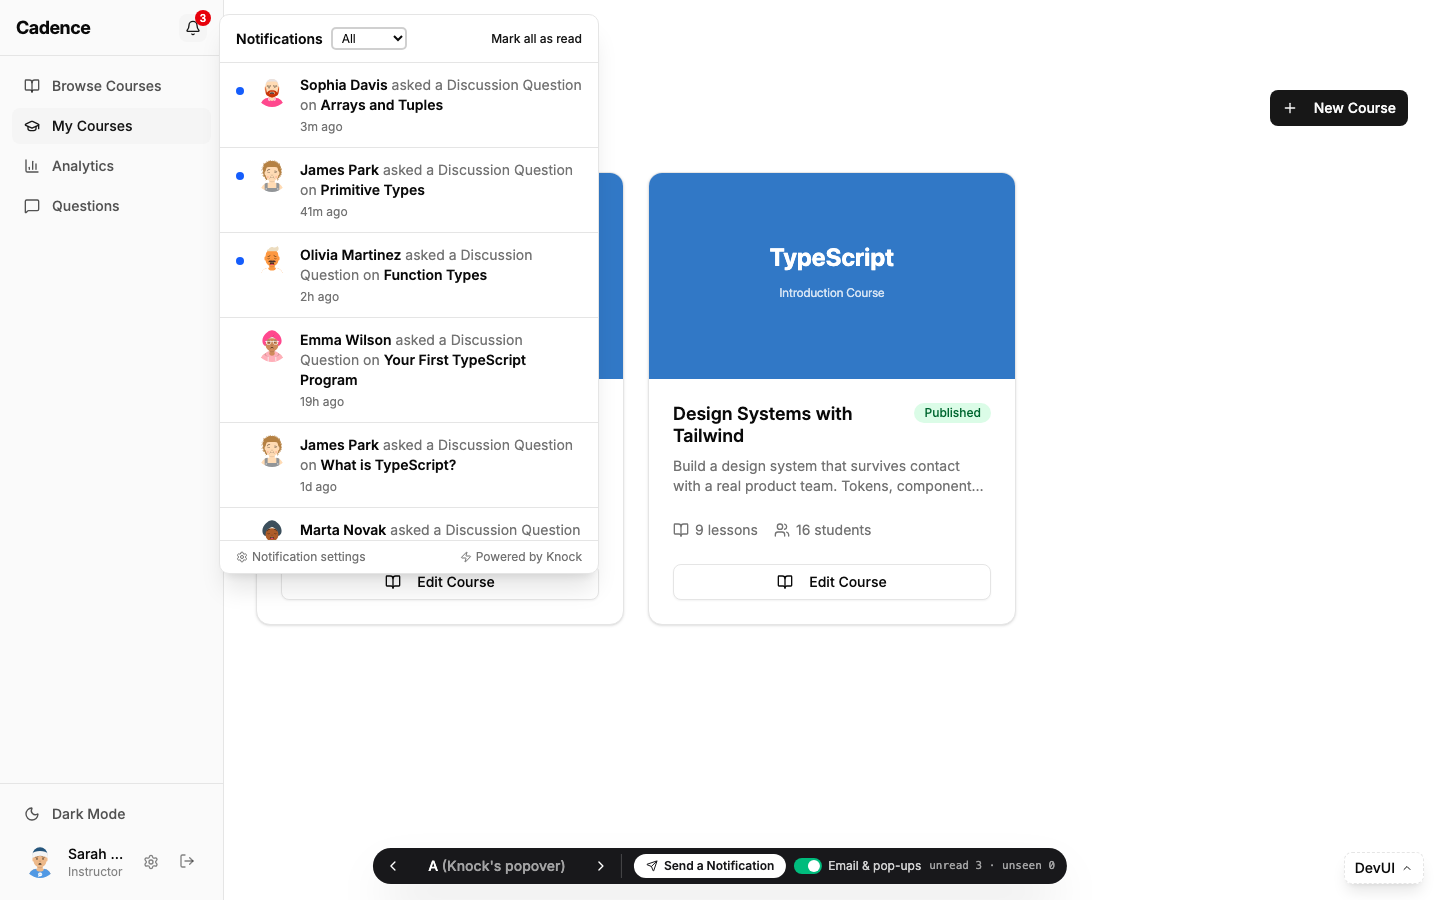 Cadence
3
Browse Courses
My Courses
Analytics
Questions
Notifications
All
Mark all as read
Sophia Davis asked a Discussion Question
on Arrays and Tuples
3m ago
James Park asked a Discussion Question
on Primitive Types
41m ago
Olivia Martinez asked a Discussion
Question on Function Types
2h ago
Emma Wilson asked a Discussion
Question on Your First TypeScript
Program
19h ago
James Park asked a Discussion Question
on What is TypeScript?
1d ago
Marta Novak asked a Discussion Question
Notification settings
Powered by Knock
Edit Course
New Course
TypeScript
Introduction Course
Design Systems with
Tailwind
Published
Build a design system that survives contact
with a real product team. Tokens, component...
9 lessons
16 students
Edit Course
Dark Mode
Sarah ...
Instructor
A (Knock's popover)
Send a Notification
Email & pop-ups
unread 3 · unseen 0
DevUI